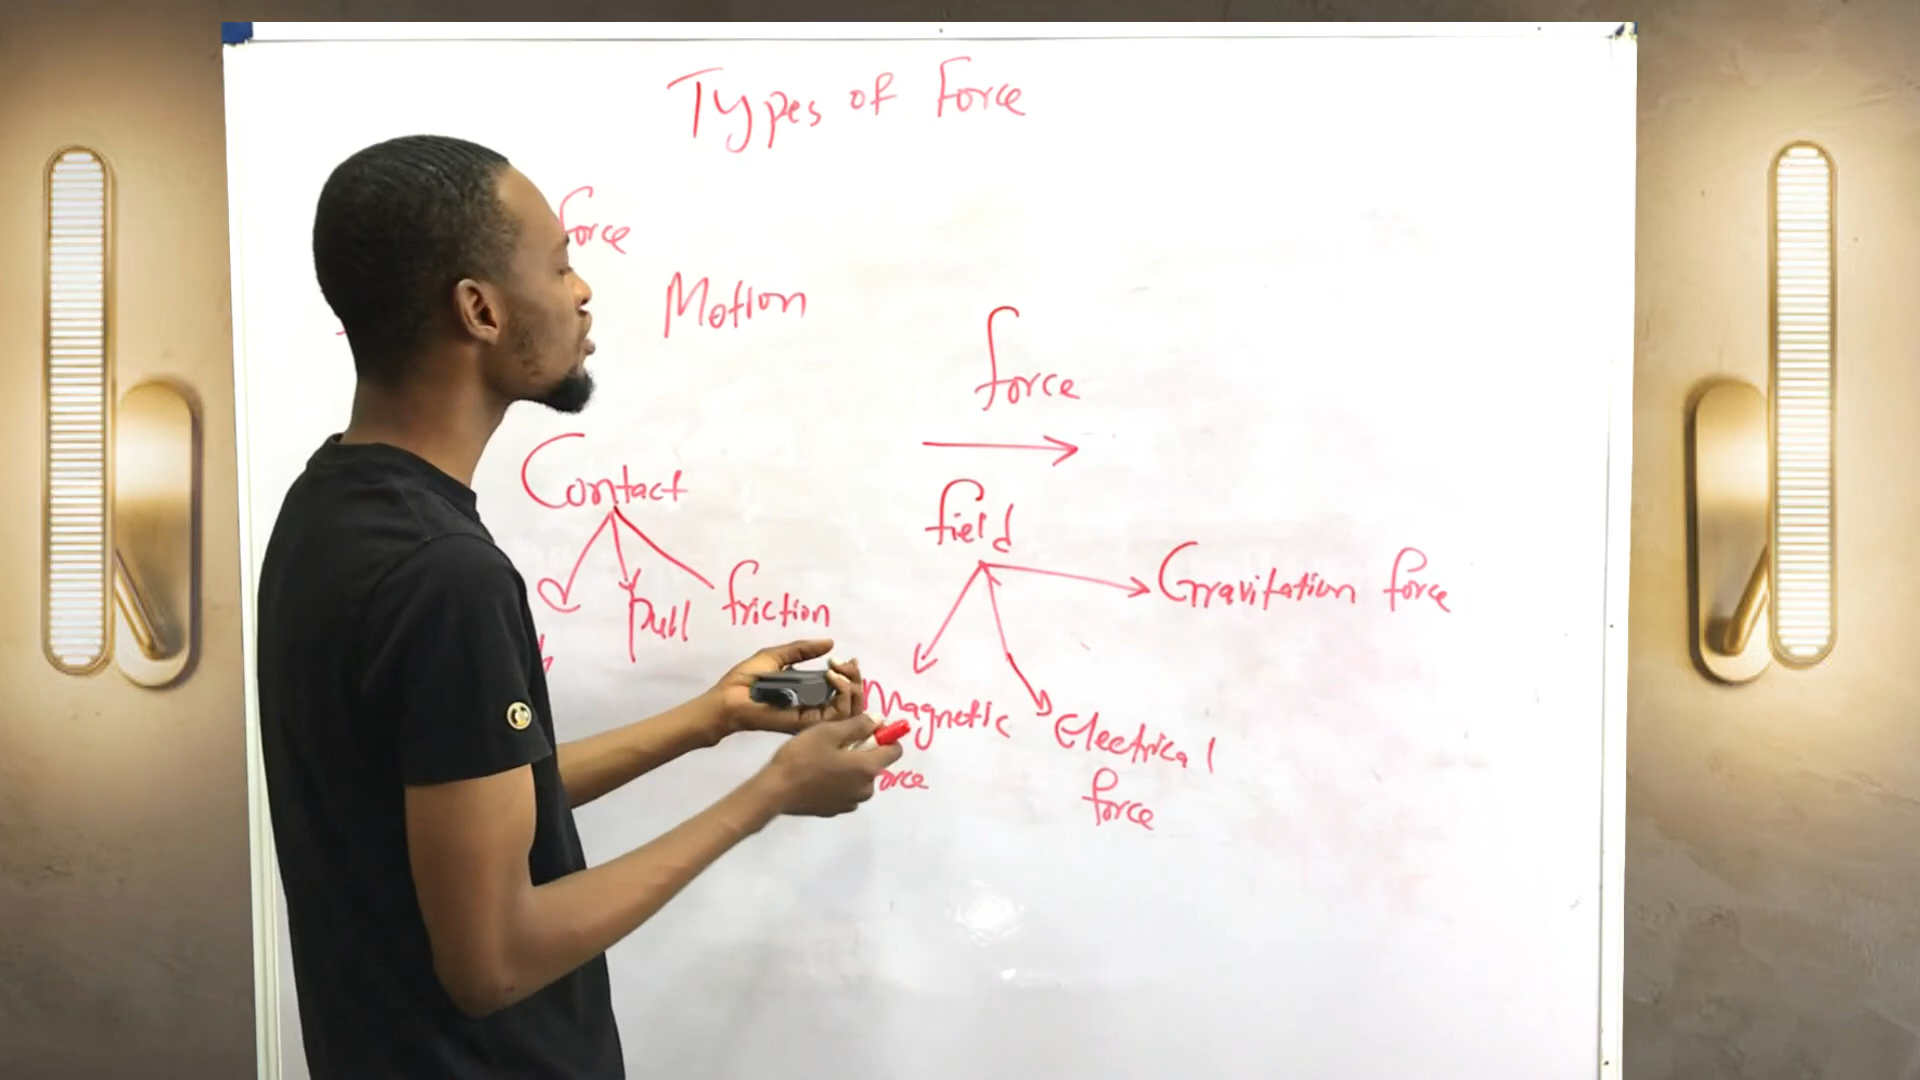 Types of Force
force
Motion
force
Contact
field
Pull
friction
Gravitation force
Magnetic
Electrical
force